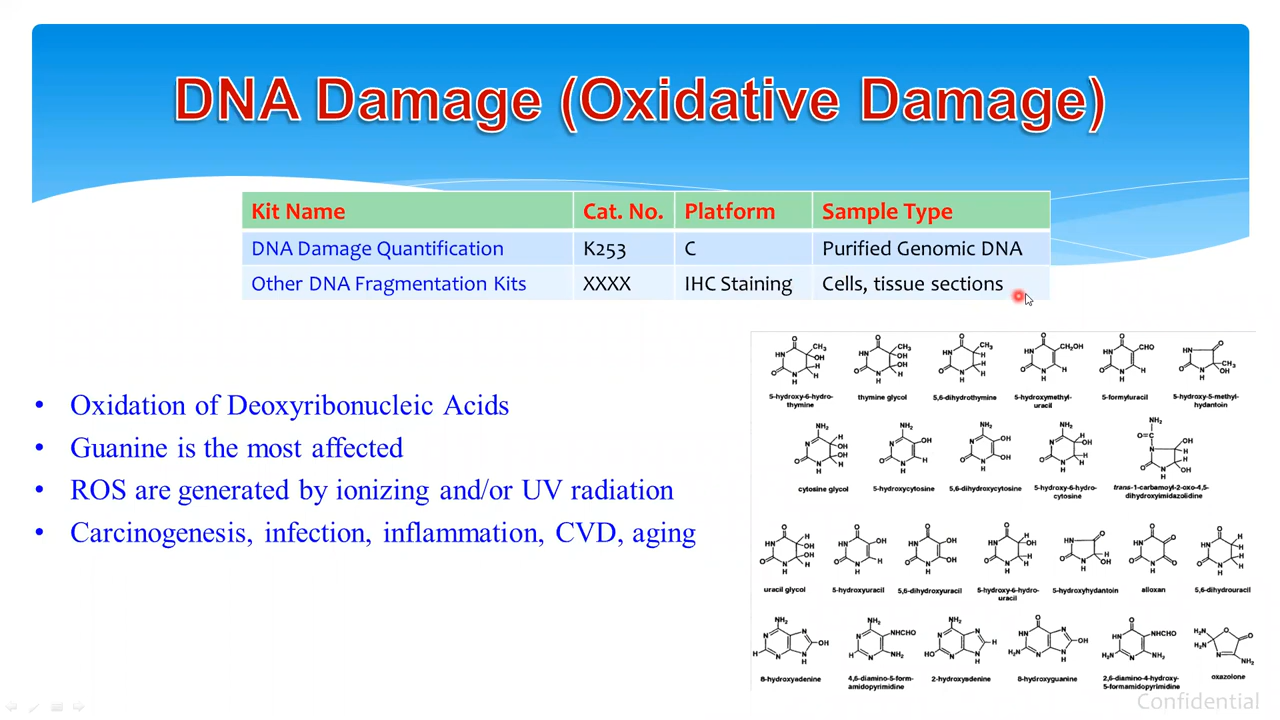 DNA Damage (Oxidative Damage)
Kit Name Cat. No. Platform Sample Type
DNA Damage Quantification K253 C Purified Genomic DNA
Other DNA Fragmentation Kits XXXX IHC Staining Cells, tissue sections
• Oxidation of Deoxyribonucleic Acids
• Guanine is the most affected
• ROS are generated by ionizing and/or UV radiation
• Carcinogenesis, infection, inflammation, CVD, aging
5-hydroxy-6-hydro-
thymine
thymine glycol
5,6-dihydrothymine
5-hydroxymethyl-
uracil
5-formyluracil
5-hydroxy-5-methyl-
hydantoin
cytosine glycol
5-hydroxycytosine
5,6-dihydroxycytosine
5-hydroxy-6-hydro-
cytosine
trans-1-carbamoyl-2-oxo-4,5-
dihydroxyimidazolidine
uracil glycol
5-hydroxyuracil
5,6-dihydroxyuracil
5-hydroxy-6-hydro-
uracil
5-hydroxyhydantoin
alloxan
5,6-dihydrouracil
8-hydroxyadenine
4,6-diamino-5-form-
amidopyrimidine
2-hydroxyadenine
8-hydroxyguanine
2,6-diamino-4-hydroxy-
5-formamidopyrimidine
oxazolone
Confidential